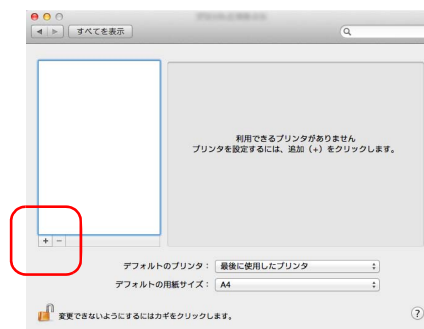 すべてを表示
利用できるプリンタがありません
プリンタを設定するには、追加（+）をクリックします。
+ −
デフォルトのプリンタ： 最後に使用したプリンタ
デフォルトの用紙サイズ： A4
変更できないようにするにはカギをクリックします。
?